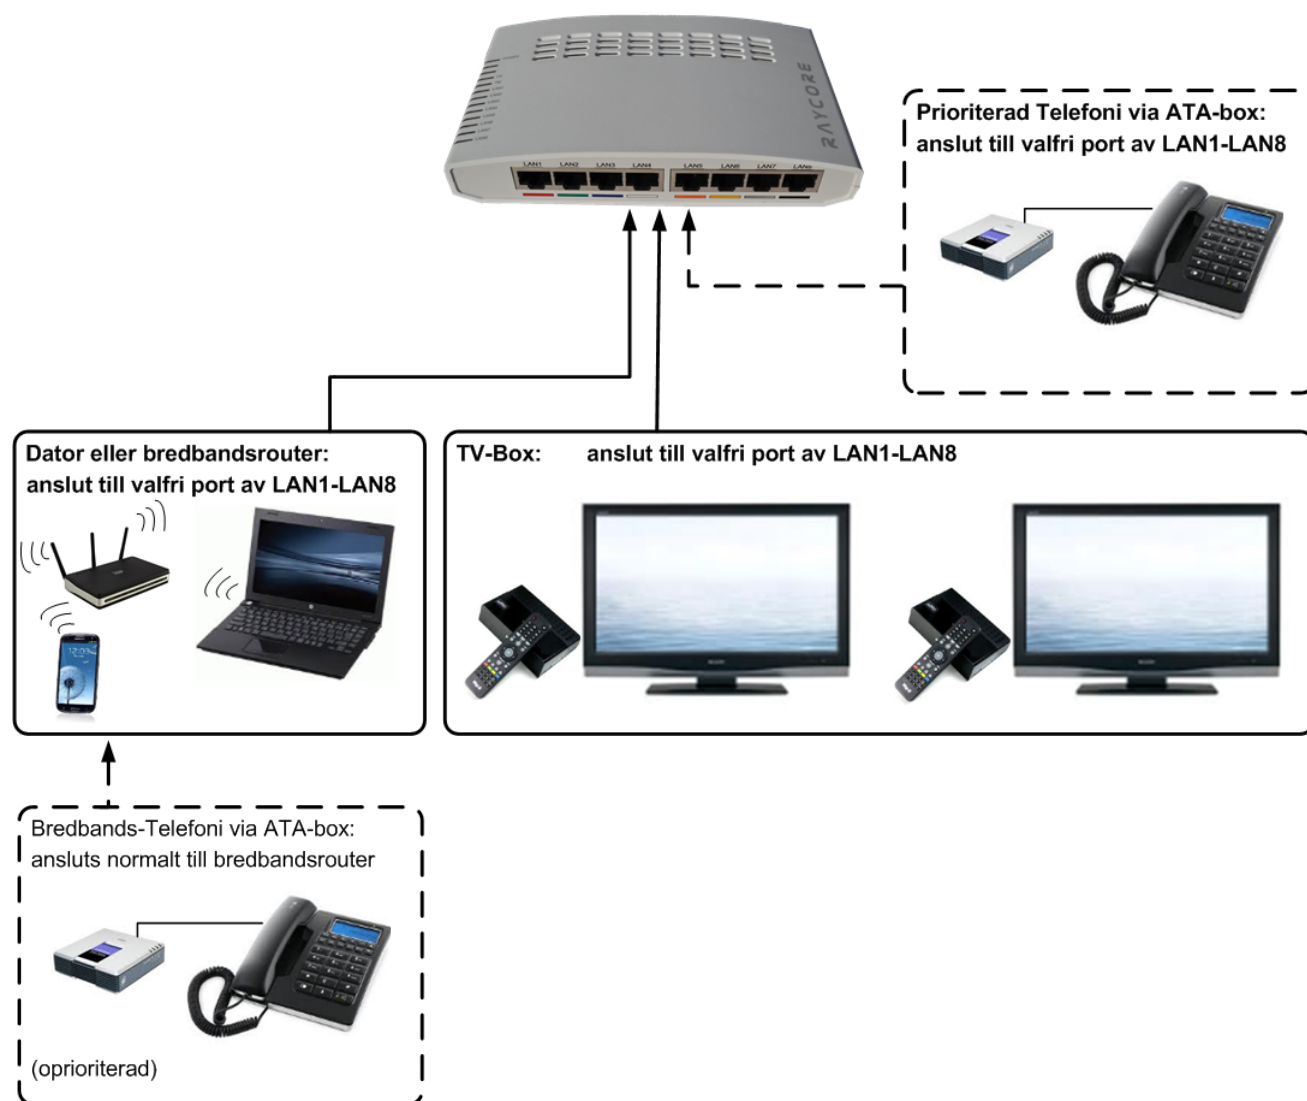 RAYCORE
LAN1 LAN2 LAN3 LAN4 LAN5 LAN6 LAN7 LAN8
Prioriterad Telefoni via ATA-box:
anslut till valfri port av LAN1-LAN8
Dator eller bredbandsrouter:
anslut till valfri port av LAN1-LAN8
TV-Box: anslut till valfri port av LAN1-LAN8
12:03
Bredbands-Telefoni via ATA-box:
ansluts normalt till bredbandsrouter
(oprioriterad)